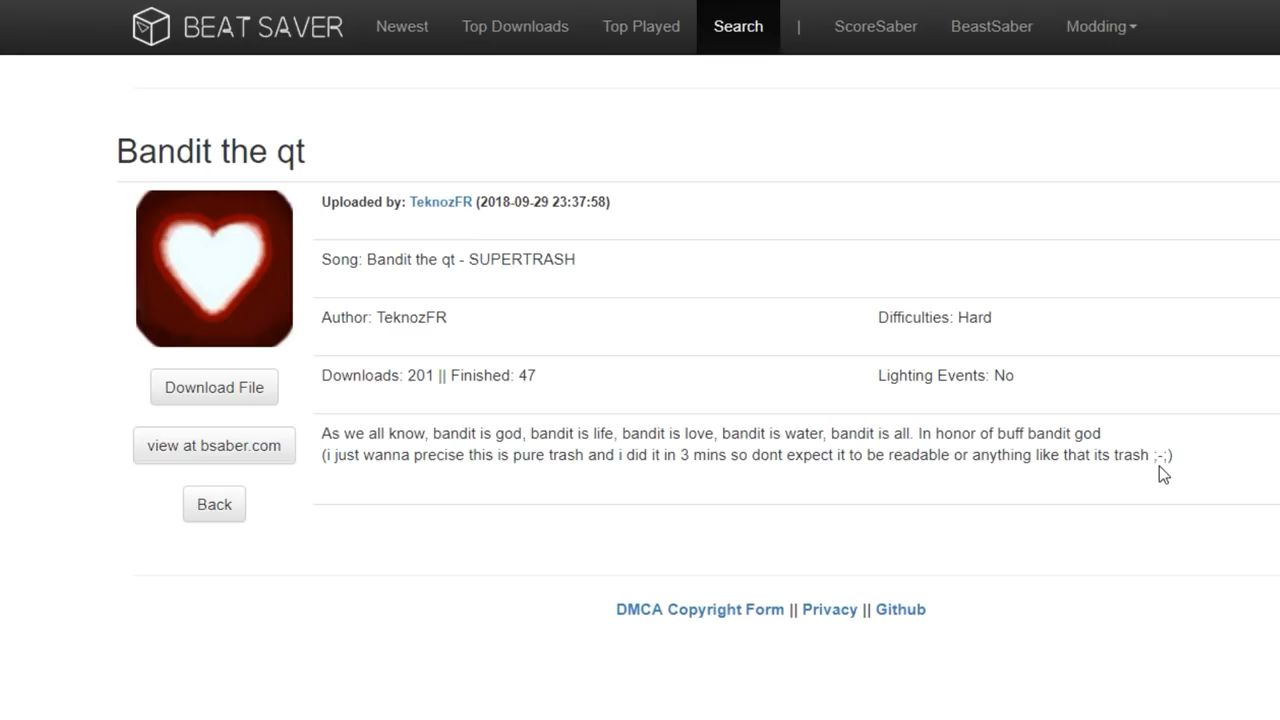 BEAT SAVER Newest Top Downloads Top Played Search | ScoreSaber BeastSaber Modding
Bandit the qt
Uploaded by: TeknozFR (2018-09-29 23:37:58)
Song: Bandit the qt - SUPERTRASH
Author: TeknozFR Difficulties: Hard
Download File
Downloads: 201 || Finished: 47 Lighting Events: No
As we all know, bandit is god, bandit is life, bandit is love, bandit is water, bandit is all. In honor of buff bandit god
view at bsaber.com
(i just wanna precise this is pure trash and i did it in 3 mins so dont expect it to be readable or anything like that its trash ;-;)
Back
DMCA Copyright Form || Privacy || Github